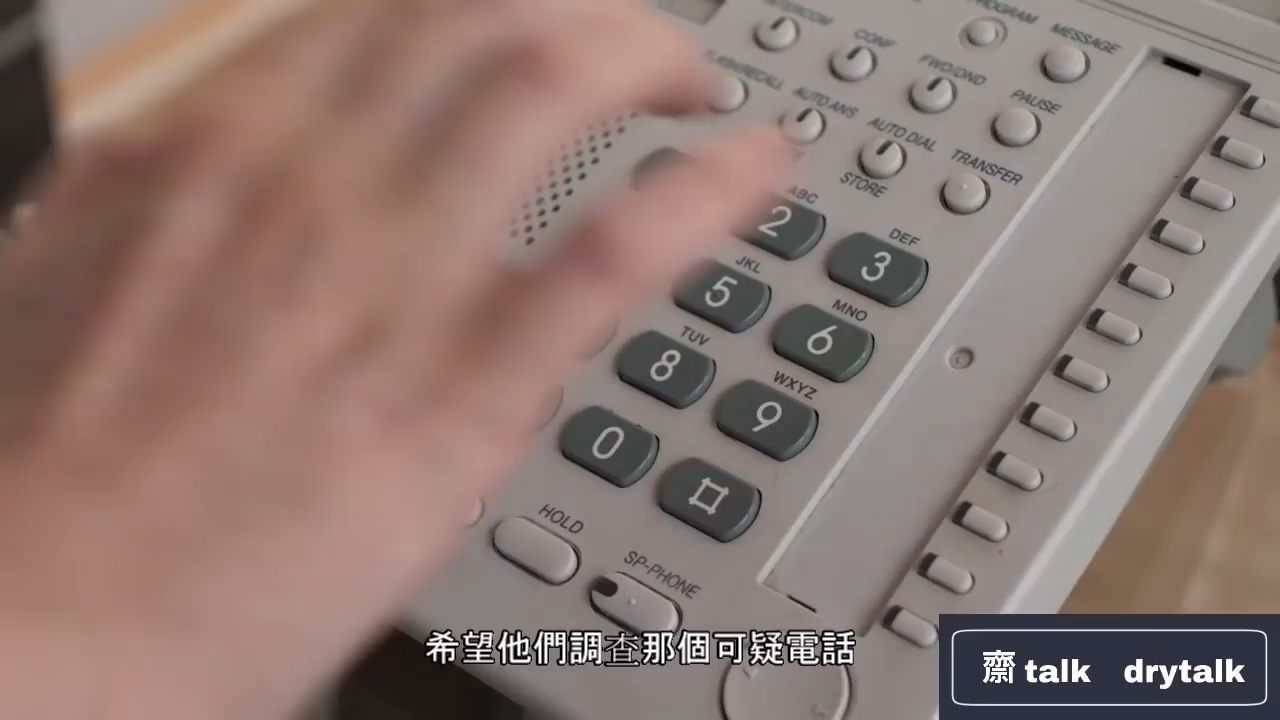 PROGRAM
MESSAGE
INTERCOM
CONF
FWD/DND
PAUSE
FLASH/RECALL
AUTO ANS
AUTO DIAL
TRANSFER
STORE
ABC
2
DEF
3
JKL
5
MNO
6
TUV
8
WXYZ
9
0
HOLD
SP-PHONE
希望他們調查那個可疑電話
齋 talk drytalk